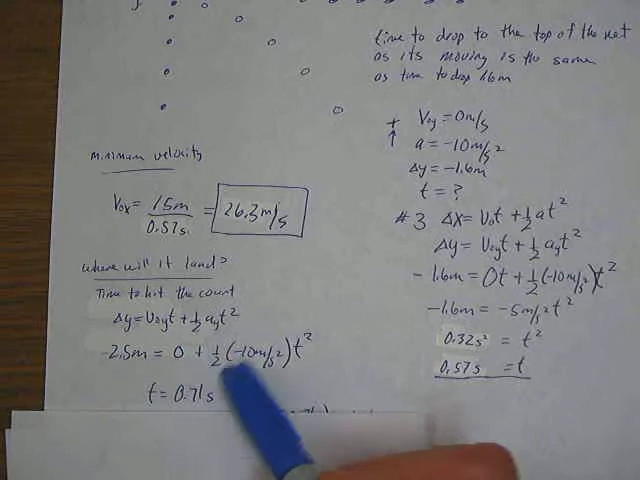 time to drop to the top of the net
as its moving is the same
as time to drop 1.6m
+ Voy = 0m/s
↑ a = -10m/s²
Δy = -1.6m
t = ?
#3 Δx = Vot + ½at²
Δy = Voyt + ½ayt²
-1.6m = 0t + ½(-10m/s²)t²
-1.6m = -5m/s²t²
0.32s² = t²
0.57s = t
minimum velocity
Vox = 15m / 0.57s = 26.3m/s
where will it land?
Time to hit the count
Δy = Voyt + ½ayt²
-2.5m = 0 + ½(-10m/s²)t²
t = 0.71s